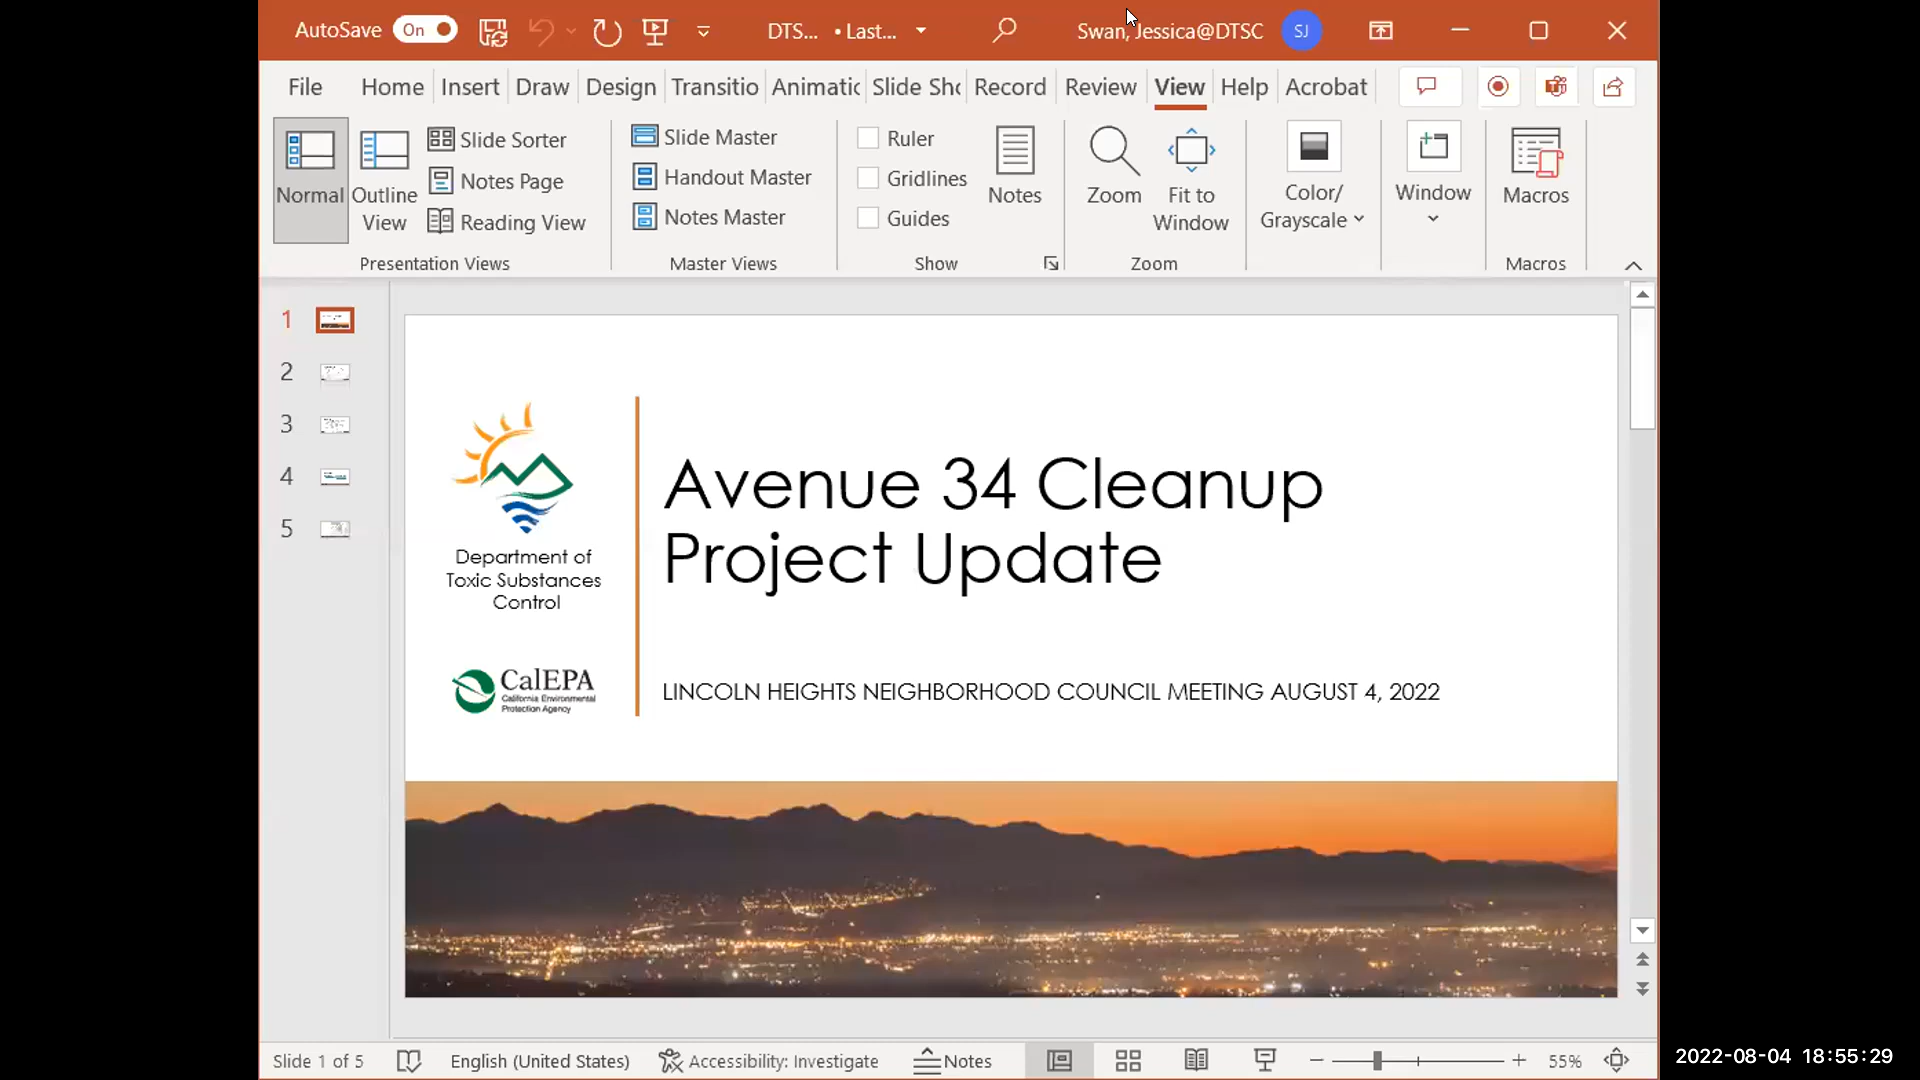 AutoSave On DTS... • Last... Swan, Jessica@DTSC SJ
File Home Insert Draw Design Transitio Animatic Slide Sho Record Review View Help Acrobat
Normal
Outline
View
Slide Sorter
Notes Page
Reading View
Presentation Views
Slide Master
Handout Master
Notes Master
Master Views
Ruler
Gridlines
Guides
Show
Notes
Zoom
Fit to
Window
Zoom
Color/
Grayscale
Window
Macros
Macros
1
2
3
4
5
Department of
Toxic Substances
Control
CalEPA
California Environmental
Protection Agency
Avenue 34 Cleanup
Project Update
LINCOLN HEIGHTS NEIGHBORHOOD COUNCIL MEETING AUGUST 4, 2022
Slide 1 of 5 English (United States) Accessibility: Investigate Notes 55%
2022-08-04 18:55:29